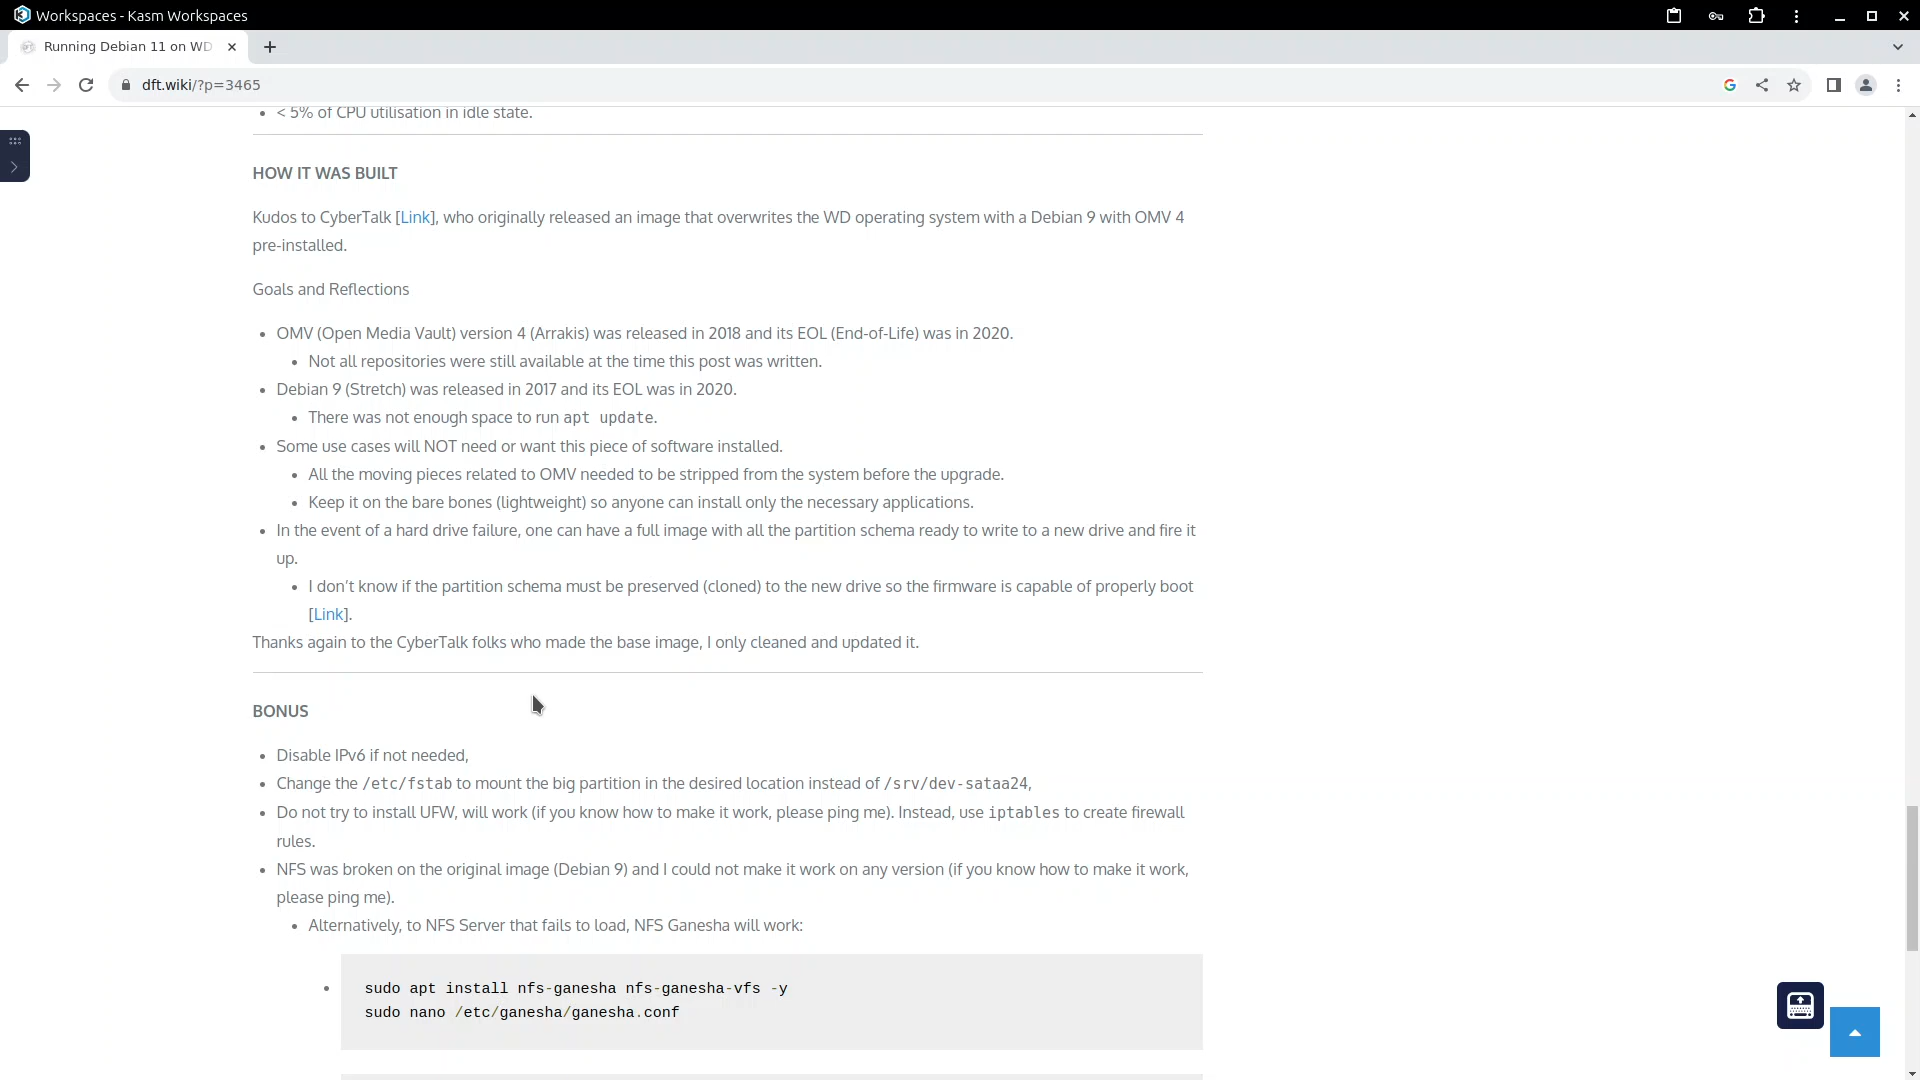 Workspaces - Kasm Workspaces
Running Debian 11 on WD
dft.wiki/?p=3465
< 5% of CPU utilisation in idle state.
HOW IT WAS BUILT
Kudos to CyberTalk [Link], who originally released an image that overwrites the WD operating system with a Debian 9 with OMV 4
pre-installed.
Goals and Reflections
OMV (Open Media Vault) version 4 (Arrakis) was released in 2018 and its EOL (End-of-Life) was in 2020.
Not all repositories were still available at the time this post was written.
Debian 9 (Stretch) was released in 2017 and its EOL was in 2020.
There was not enough space to run apt update.
Some use cases will NOT need or want this piece of software installed.
All the moving pieces related to OMV needed to be stripped from the system before the upgrade.
Keep it on the bare bones (lightweight) so anyone can install only the necessary applications.
In the event of a hard drive failure, one can have a full image with all the partition schema ready to write to a new drive and fire it
up.
I don’t know if the partition schema must be preserved (cloned) to the new drive so the firmware is capable of properly boot
[Link].
Thanks again to the CyberTalk folks who made the base image, I only cleaned and updated it.
BONUS
Disable IPv6 if not needed,
Change the /etc/fstab to mount the big partition in the desired location instead of /srv/dev-sataa24,
Do not try to install UFW, will work (if you know how to make it work, please ping me). Instead, use iptables to create firewall
rules.
NFS was broken on the original image (Debian 9) and I could not make it work on any version (if you know how to make it work,
please ping me).
Alternatively, to NFS Server that fails to load, NFS Ganesha will work:
sudo apt install nfs-ganesha nfs-ganesha-vfs -y
sudo nano /etc/ganesha/ganesha.conf